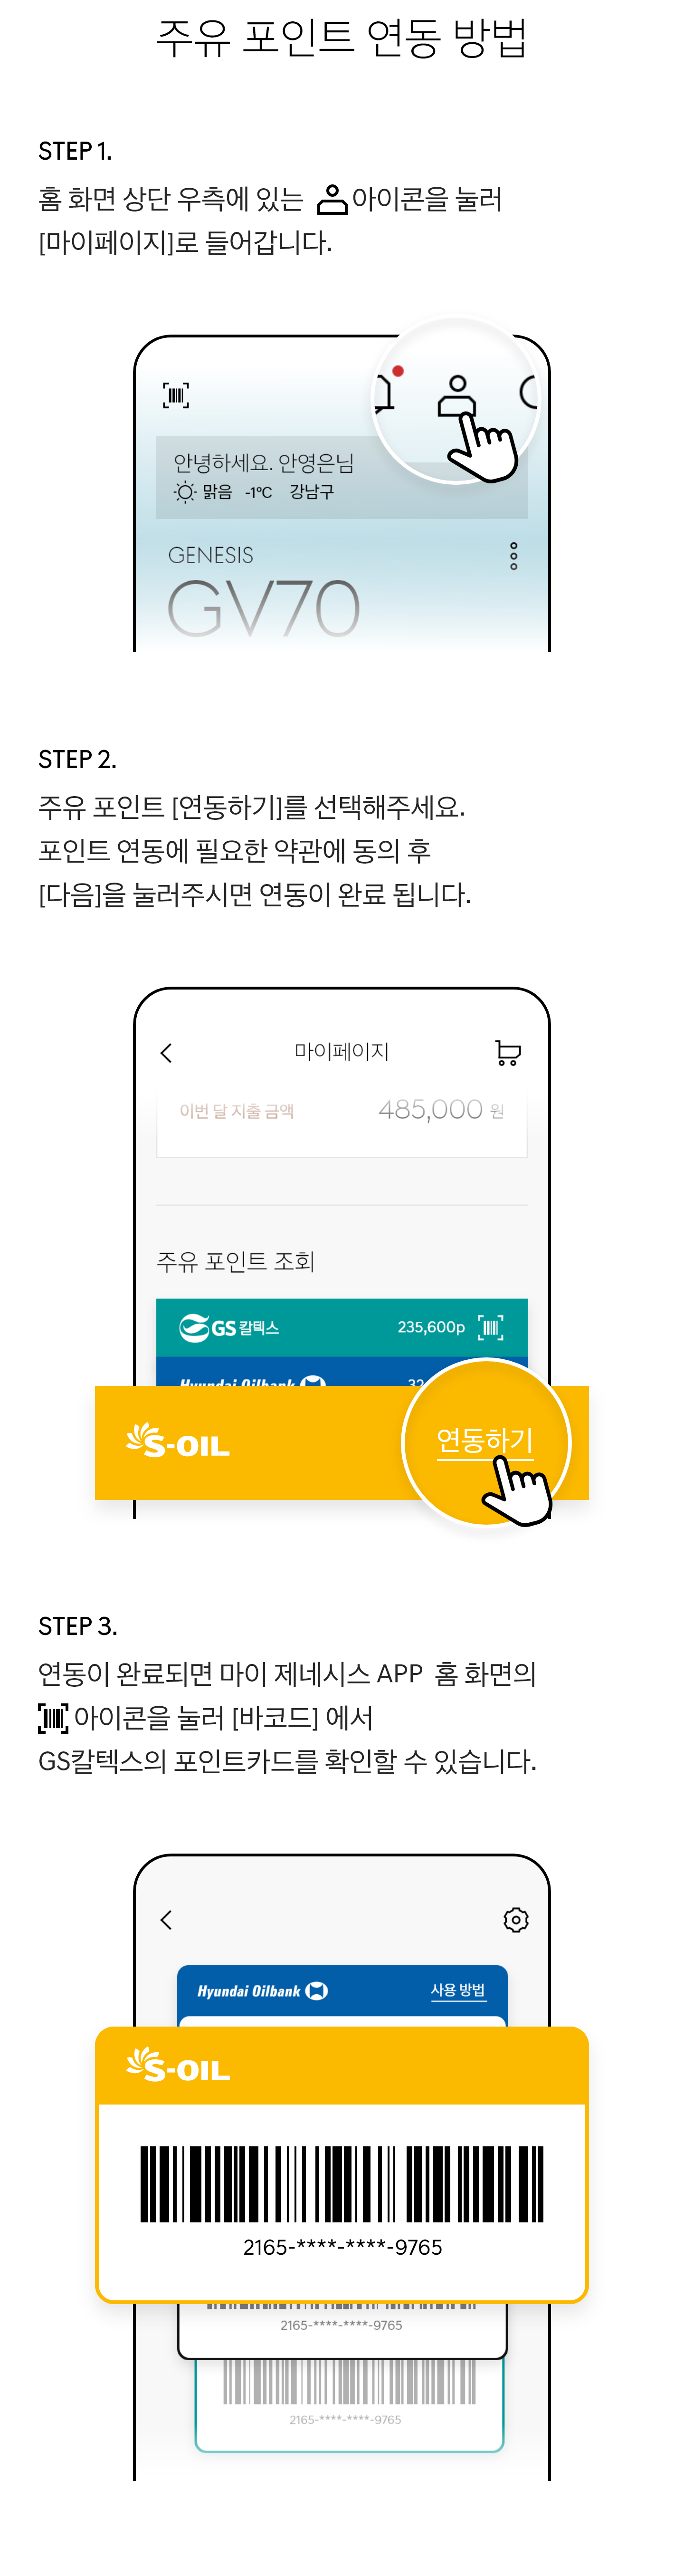 주유 포인트 연동 방법
STEP 1.
홈 화면 상단 우측에 있는 아이콘을 눌러
[마이페이지]로 들어갑니다.
안녕하세요. 안영은님
맑음 -1°C 강남구
GENESIS
GV70
STEP 2.
주유 포인트 [연동하기]를 선택해주세요.
포인트 연동에 필요한 약관에 동의 후
[다음]을 눌러주시면 연동이 완료 됩니다.
마이페이지
이번 달 지출 금액 485,000 원
주유 포인트 조회
GS칼텍스 235,600p
Hyundai Oilbank 32
S-OIL 연동하기
STEP 3.
연동이 완료되면 마이 제네시스 APP 홈 화면의
아이콘을 눌러 [바코드] 에서
GS칼텍스의 포인트카드를 확인할 수 있습니다.
Hyundai Oilbank 사용 방법
S-OIL
2165-****-****-9765
2165-****-****-9765
2165-****-****-9765